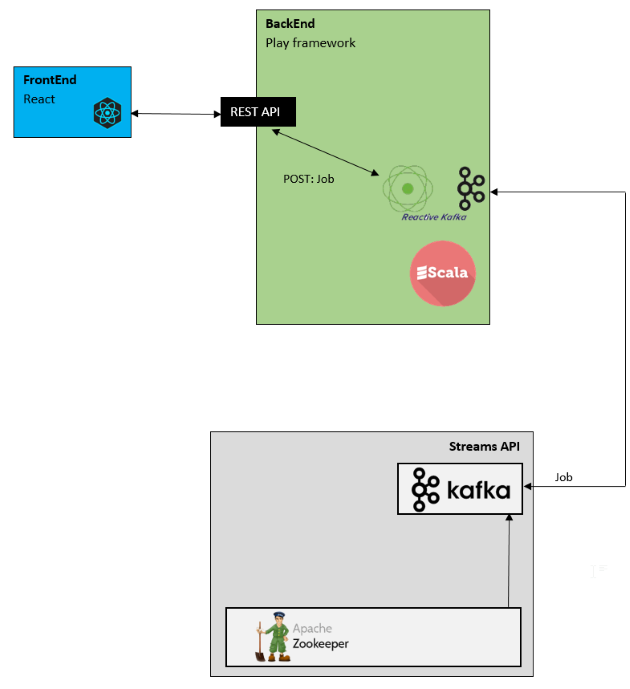 BackEnd
Play framework
FrontEnd
React
REST API
POST: Job
Reactive Kafka
Scala
Streams API
kafka
Job
Apache
Zookeeper